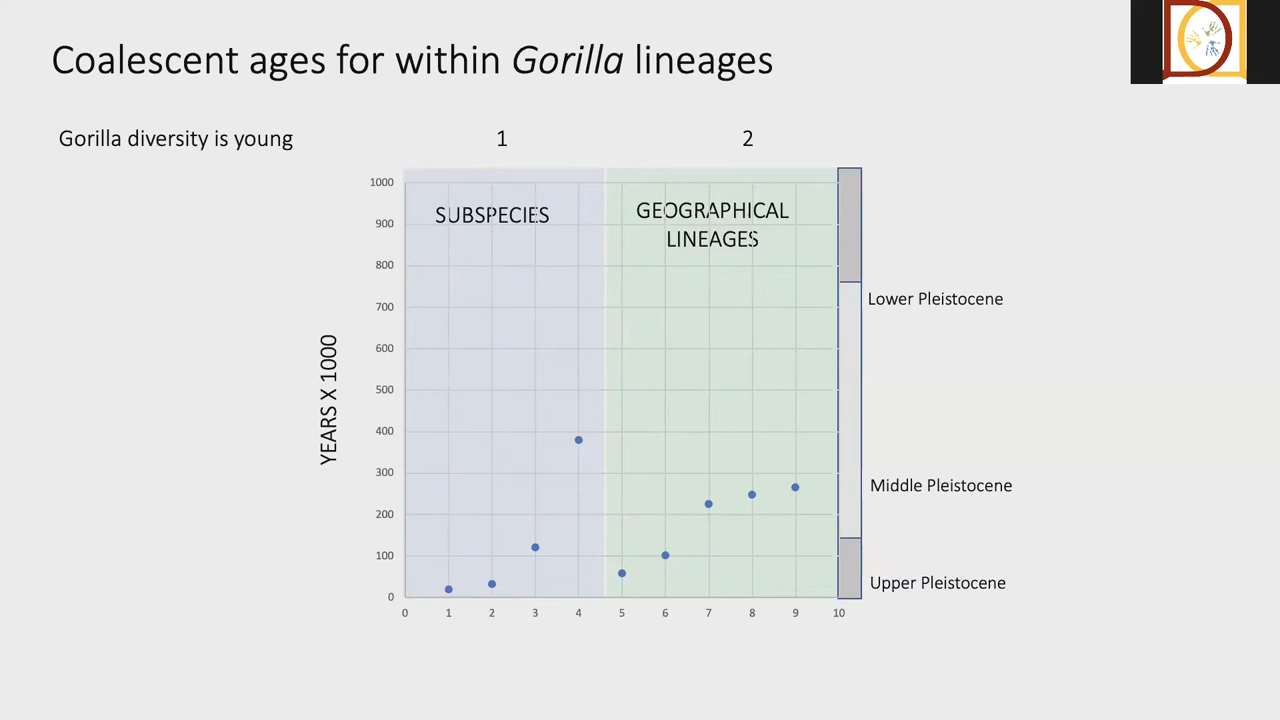 Coalescent ages for within Gorilla lineages
Gorilla diversity is young
1
2
SUBSPECIES
GEOGRAPHICAL
LINEAGES
YEARS X 1000
1000
900
800
700
600
500
400
300
200
100
0
0 1 2 3 4 5 6 7 8 9 10
Lower Pleistocene
Middle Pleistocene
Upper Pleistocene